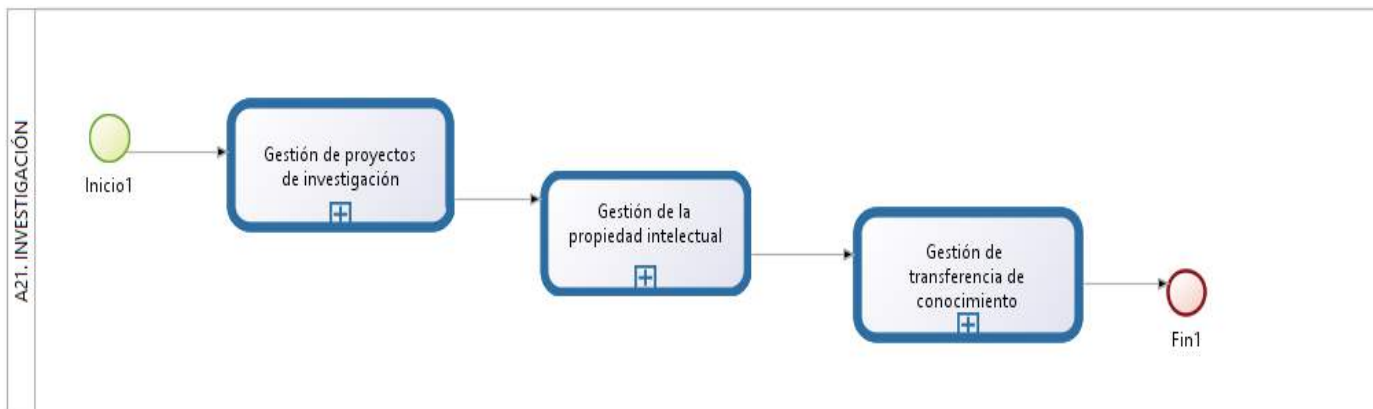 A21. INVESTIGACIÓN
Inicio1
Gestión de proyectos
de investigación
Gestión de la
propiedad intelectual
Gestión de
transferencia de
conocimiento
Fin1